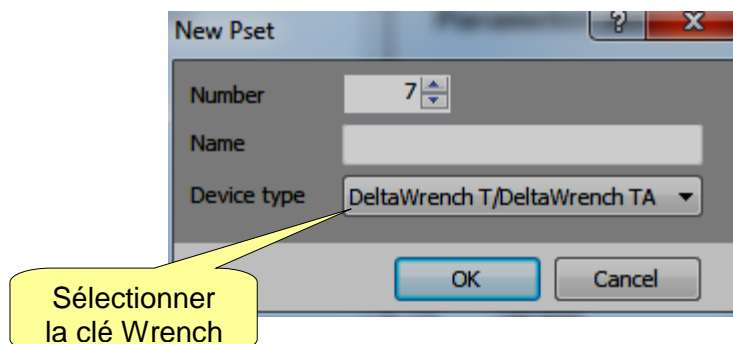 New Pset
Number
7
Name
Device type
DeltaWrench T/DeltaWrench TA
OK
Cancel
Sélectionner
la clé Wrench